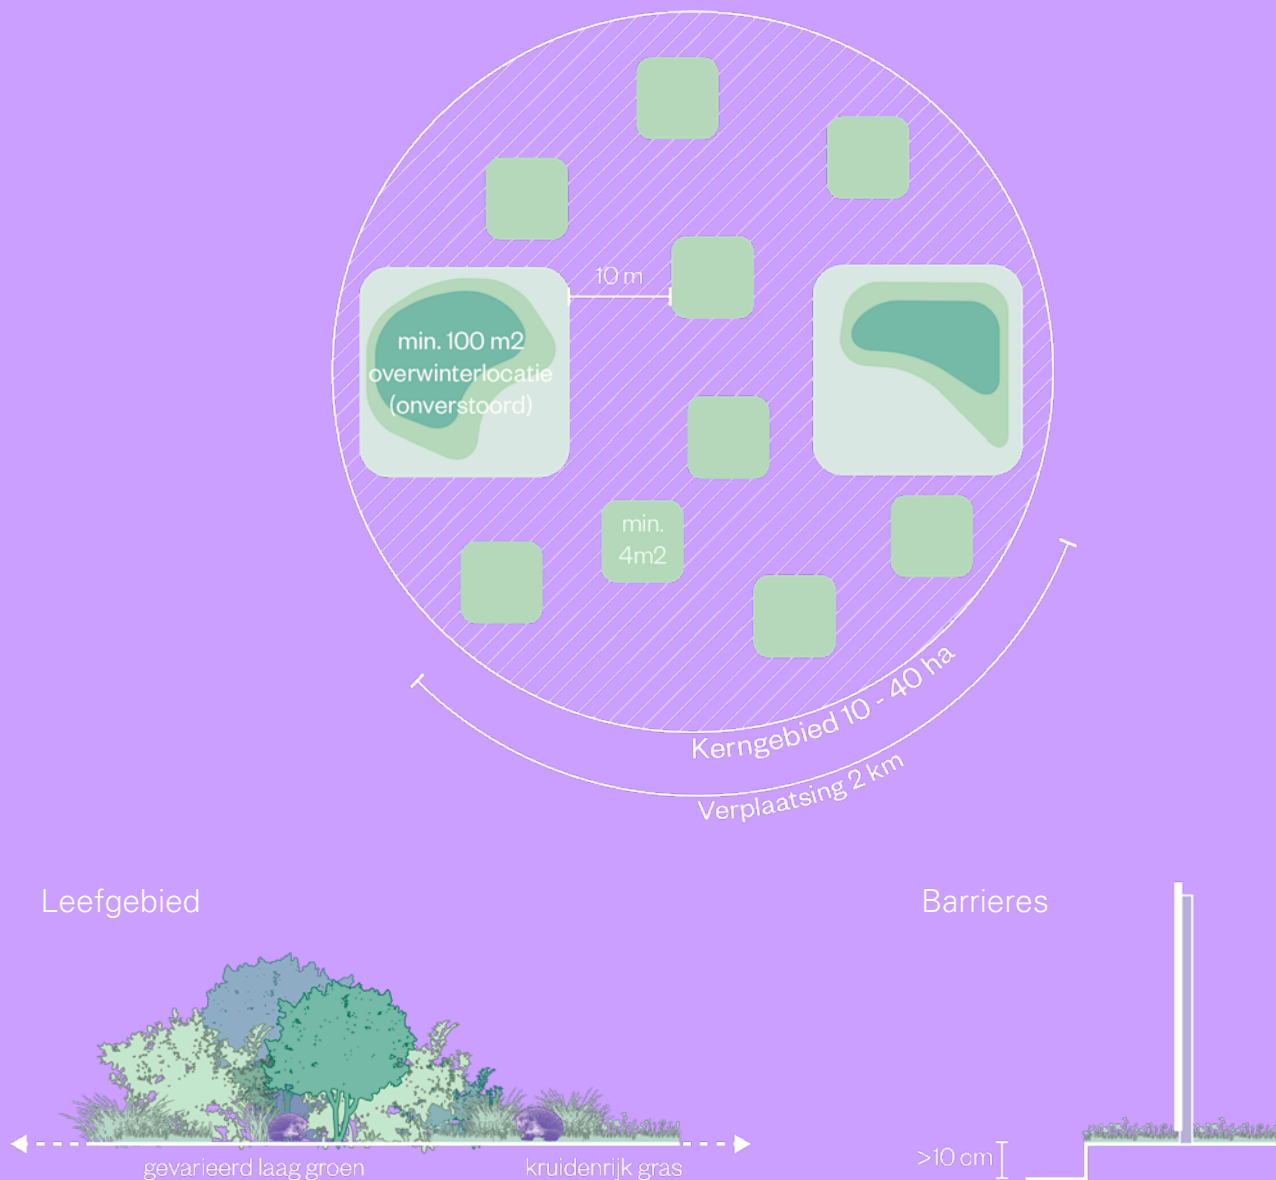 10 m
min. 100 m2
overwinterlocatie
(onverstoord)
min.
4m2
Kerngebied 10 - 40 ha
Verplaatsing 2 km
Leefgebied
Barrieres
>10 cm
gevarieerd laag groen
kruidenrijk gras